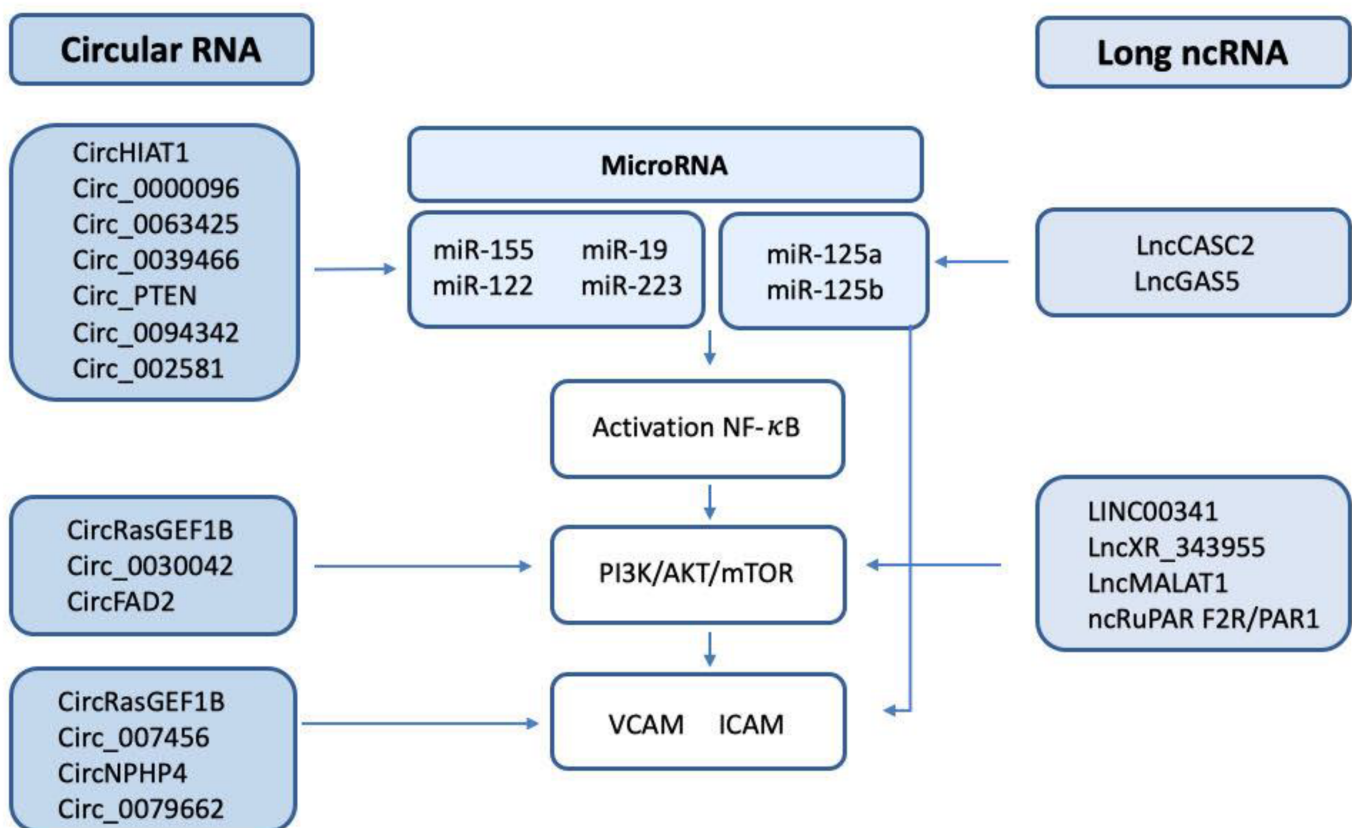 Circular RNA
Long ncRNA
CircHIAT1
Circ_0000096
Circ_0063425
Circ_0039466
Circ_PTEN
Circ_0094342
Circ_002581
MicroRNA
miR-155 miR-19
miR-122 miR-223
miR-125a
miR-125b
LncCASC2
LncGAS5
Activation NF-κB
CircRasGEF1B
Circ_0030042
CircFAD2
PI3K/AKT/mTOR
LINC00341
LncXR_343955
LncMALAT1
ncRuPAR F2R/PAR1
CircRasGEF1B
Circ_007456
CircNPHP4
Circ_0079662
VCAM ICAM